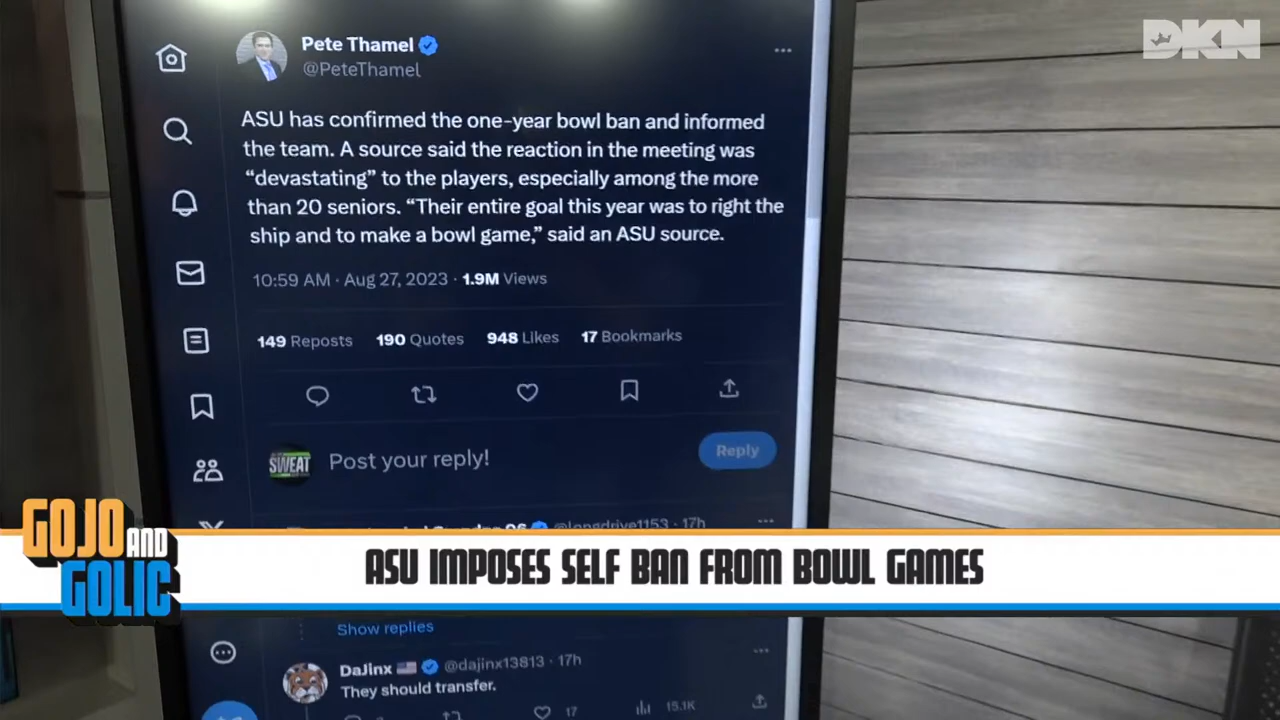 DKN
Pete Thamel
@PeteThamel
ASU has confirmed the one-year bowl ban and informed
the team. A source said the reaction in the meeting was
“devastating” to the players, especially among the more
than 20 seniors. “Their entire goal this year was to right the
ship and to make a bowl game,” said an ASU source.
10:59 AM · Aug 27, 2023 · 1.9M Views
149 Reposts 190 Quotes 948 Likes 17 Bookmarks
SWEAT Post your reply! Reply
@longdrive1153 · 17h
GOJO AND
GOLIC
ASU IMPOSES SELF BAN FROM BOWL GAMES
Show replies
DaJinx @dajinx13813 · 17h
They should transfer.
17 15.1K